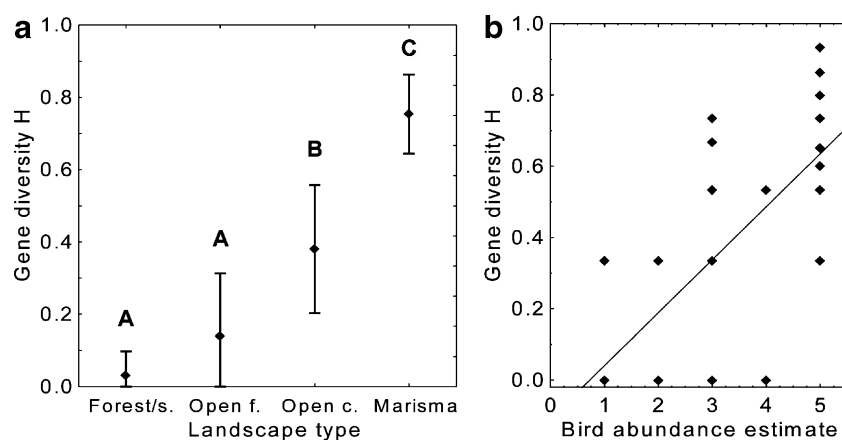 a
1.0
0.8
0.6
0.4
0.2
0.0
Gene diversity H
A
A
B
C
Forest/s. Open f. Open c. Marisma
Landscape type
b
1.0
0.8
0.6
0.4
0.2
0.0
Gene diversity H
0 1 2 3 4 5
Bird abundance estimate